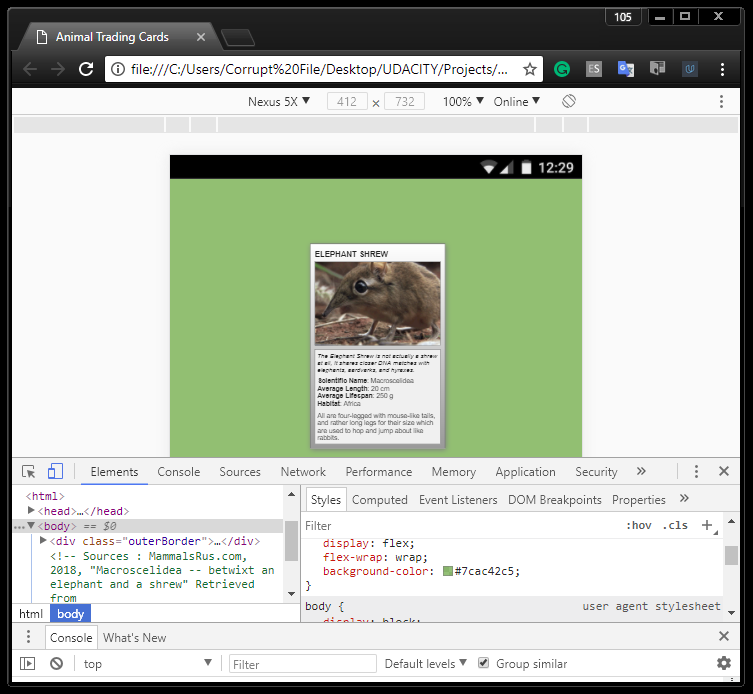 105
Animal Trading Cards
file:///C:/Users/Corrupt%20File/Desktop/UDACITY/Projects/...
ES
Nexus 5X ▼ 412 × 732 100% ▼ Online ▼
12:29
ELEPHANT SHREW
The Elephant Shrew is not actually a shrew
at all, it shares closer DNA matches with
elephants, aardvarks, and hyraxes.
Scientific Name: Macroscelidea
Average Length: 20 cm
Average Lifespan: 250 g
Habitat: Africa
All are four-legged with mouse-like tails,
and rather long legs for their size which
are used to hop and jump about like
rabbits.
Elements Console Sources Network Performance Memory Application Security »
<html>
▶<head>…</head>
…▼<body> == $0
▶<div class="outerBorder">…</div>
<!-- Sources : MammalsRus.com,
2018, "Macroscelidea -- betwixt an
elephant and a shrew" Retrieved
from
html body
Styles Computed Event Listeners DOM Breakpoints Properties »
Filter :hov .cls +
display: flex;
flex-wrap: wrap;
background-color: #7cac42c5;
}
body { user agent stylesheet
display: block;
Console What's New
top ▼ Filter Default levels ▼ Group similar